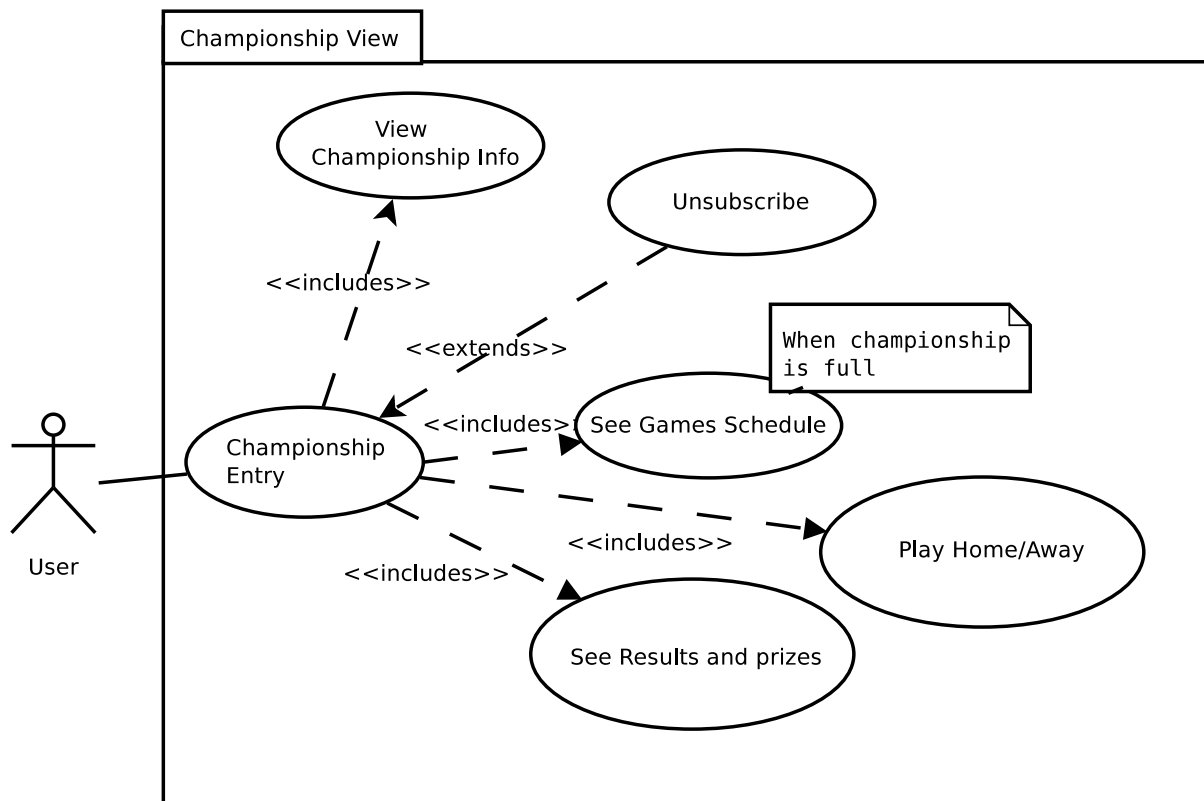 Championship View
View
Championship Info
Unsubscribe
<<includes>>
<<extends>>
When championship
is full
<<includes>>
See Games Schedule
Championship
Entry
<<includes>>
Play Home/Away
<<includes>>
User
See Results and prizes